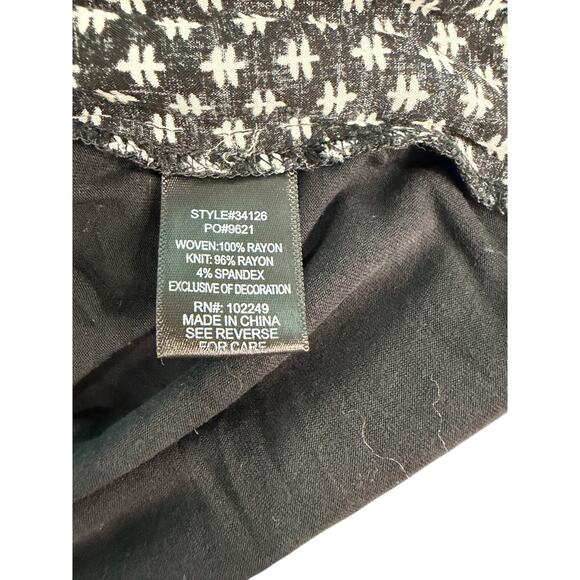 STYLE#34126
PO#9621
WOVEN:100% RAYON
KNIT: 96% RAYON
4% SPANDEX
EXCLUSIVE OF DECORATION
RN#: 102249
MADE IN CHINA
SEE REVERSE
FOR CARE